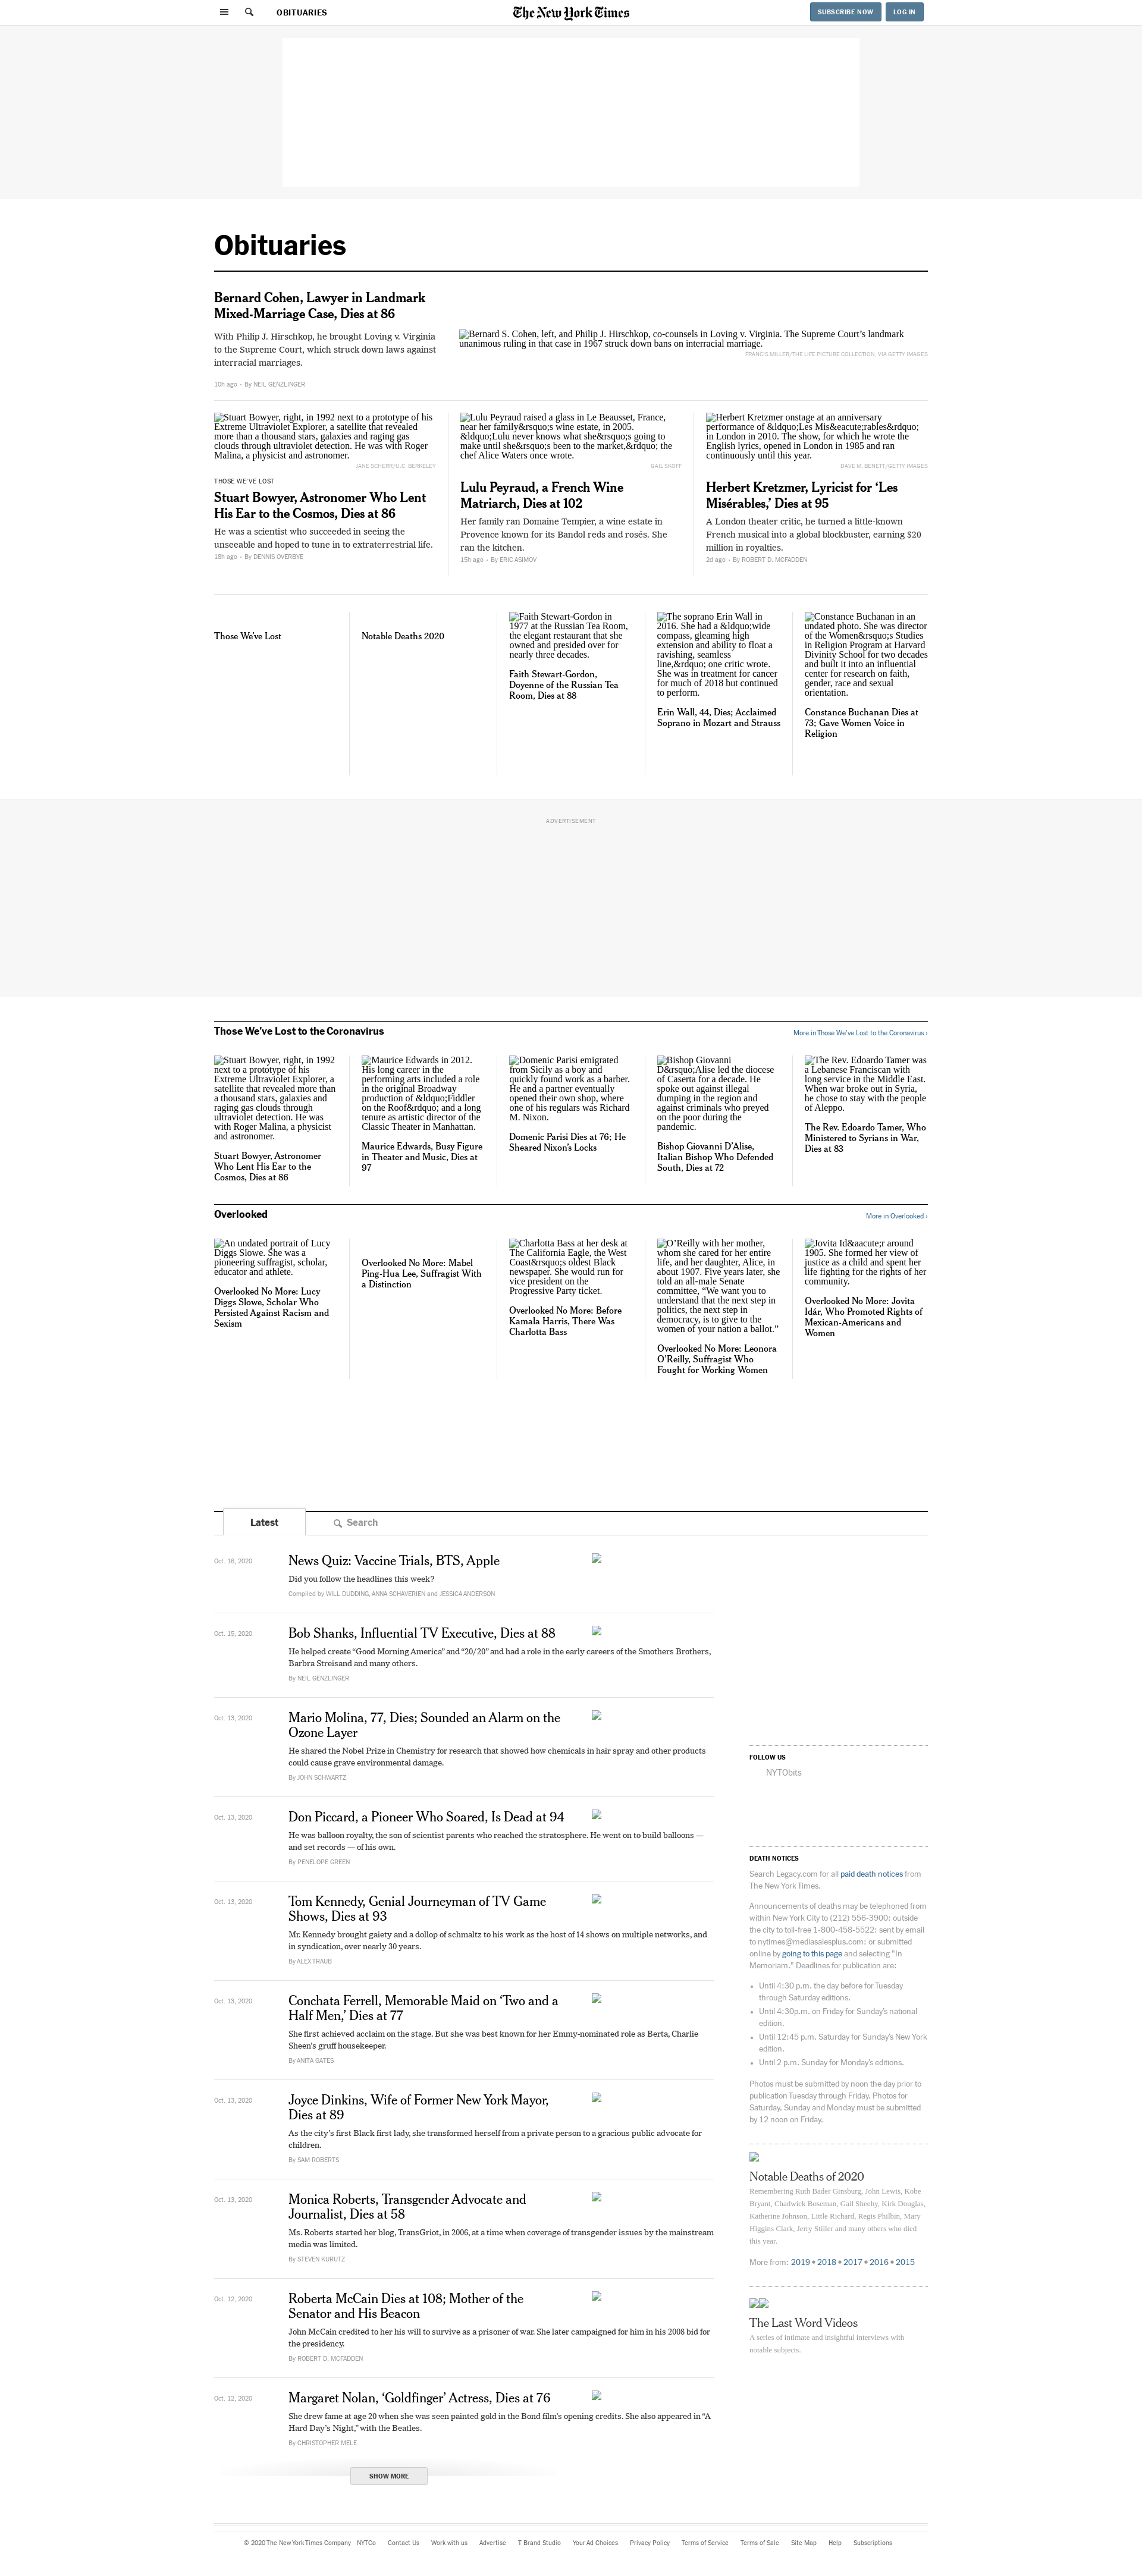 OBITUARIES
The New York Times
SUBSCRIBE NOW
LOG IN
Obituaries
Bernard Cohen, Lawyer in Landmark
Mixed-Marriage Case, Dies at 86
With Philip J. Hirschkop, he brought Loving v. Virginia
to the Supreme Court, which struck down laws against
interracial marriages.
10h ago • By NEIL GENZLINGER
Bernard S. Cohen, left, and Philip J. Hirschkop, co-counsels in Loving v. Virginia. The Supreme Court's landmark
unanimous ruling in that case in 1967 struck down bans on interracial marriage.
FRANCIS MILLER/THE LIFE PICTURE COLLECTION, VIA GETTY IMAGES
Stuart Bowyer, right, in 1992 next to a prototype of his
Extreme Ultraviolet Explorer, a satellite that revealed
more than a thousand stars, galaxies and raging gas
clouds through ultraviolet detection. He was with Roger
Malina, a physicist and astronomer.
JANE SCHERR/U.C. BERKELEY
THOSE WE'VE LOST
Stuart Bowyer, Astronomer Who Lent
His Ear to the Cosmos, Dies at 86
He was a scientist who succeeded in seeing the
unseeable and hoped to tune in to extraterrestrial life.
18h ago • By DENNIS OVERBYE
Lulu Peyraud raised a glass in Le Beausset, France,
near her family&rsquo;s wine estate, in 2005.
&ldquo;Lulu never knows what she&rsquo;s going to
make until she&rsquo;s been to the market,&rdquo; the
chef Alice Waters once wrote.
GAIL SKOFF
Lulu Peyraud, a French Wine
Matriarch, Dies at 102
Her family ran Domaine Tempier, a wine estate in
Provence known for its Bandol reds and rosés. She
ran the kitchen.
15h ago • By ERIC ASIMOV
Herbert Kretzmer onstage at an anniversary
performance of &ldquo;Les Mis&eacute;rables&rdquo;
in London in 2010. The show, for which he wrote the
English lyrics, opened in London in 1985 and ran
continuously until this year.
DAVE M. BENETT/GETTY IMAGES
Herbert Kretzmer, Lyricist for ‘Les
Misérables,’ Dies at 95
A London theater critic, he turned a little-known
French musical into a global blockbuster, earning $20
million in royalties.
2d ago • By ROBERT D. MCFADDEN
Those We've Lost
Notable Deaths 2020
Faith Stewart-Gordon in
1977 at the Russian Tea Room,
the elegant restaurant that she
owned and presided over for
nearly three decades.
Faith Stewart-Gordon,
Doyenne of the Russian Tea
Room, Dies at 88
The soprano Erin Wall in
2016. She had a &ldquo;wide
compass, gleaming high
extension and ability to float a
ravishing, seamless
line,&rdquo; one critic wrote.
She was in treatment for cancer
for much of 2018 but continued
to perform.
Erin Wall, 44, Dies; Acclaimed
Soprano in Mozart and Strauss
Constance Buchanan in an
undated photo. She was director
of the Women&rsquo;s Studies
in Religion Program at Harvard
Divinity School for two decades
and built it into an influential
center for research on faith,
gender, race and sexual
orientation.
Constance Buchanan Dies at
73; Gave Women Voice in
Religion
ADVERTISEMENT
Those We've Lost to the Coronavirus
More in Those We've Lost to the Coronavirus ›
Stuart Bowyer, right, in 1992
next to a prototype of his
Extreme Ultraviolet Explorer, a
satellite that revealed more than
a thousand stars, galaxies and
raging gas clouds through
ultraviolet detection. He was
with Roger Malina, a physicist
and astronomer.
Stuart Bowyer, Astronomer
Who Lent His Ear to the
Cosmos, Dies at 86
Maurice Edwards in 2012.
His long career in the
performing arts included a role
in the original Broadway
production of &ldquo;Fiddler
on the Roof&rdquo; and a long
tenure as artistic director of the
Classic Theater in Manhattan.
Maurice Edwards, Busy Figure
in Theater and Music, Dies at
97
Domenic Parisi emigrated
from Sicily as a boy and
quickly found work as a barber.
He and a partner eventually
opened their own shop, where
one of his regulars was Richard
M. Nixon.
Domenic Parisi Dies at 76; He
Sheared Nixon's Locks
Bishop Giovanni
D&rsquo;Alise led the diocese
of Caserta for a decade. He
spoke out against illegal
dumping in the region and
against criminals who preyed
on the poor during the
pandemic.
Bishop Giovanni D'Alise,
Italian Bishop Who Defended
South, Dies at 72
The Rev. Edoardo Tamer was
a Lebanese Franciscan with
long service in the Middle East.
When war broke out in Syria,
he chose to stay with the people
of Aleppo.
The Rev. Edoardo Tamer, Who
Ministered to Syrians in War,
Dies at 83
Overlooked
More in Overlooked ›
An undated portrait of Lucy
Diggs Slowe. She was a
pioneering suffragist, scholar,
educator and athlete.
Overlooked No More: Lucy
Diggs Slowe, Scholar Who
Persisted Against Racism and
Sexism
Overlooked No More: Mabel
Ping-Hua Lee, Suffragist With
a Distinction
Charlotta Bass at her desk at
The California Eagle, the West
Coast&rsquo;s oldest Black
newspaper. She would run for
vice president on the
Progressive Party ticket.
Overlooked No More: Before
Kamala Harris, There Was
Charlotta Bass
O'Reilly with her mother,
whom she cared for her entire
life, and her daughter, Alice, in
about 1907. Five years later, she
told an all-male Senate
committee, “We want you to
understand that the next step in
politics, the next step in
democracy, is to give to the
women of your nation a ballot.”
Overlooked No More: Leonora
O'Reilly, Suffragist Who
Fought for Working Women
Jovita Id&aacute;r around
1905. She formed her view of
justice as a child and spent her
life fighting for the rights of her
community.
Overlooked No More: Jovita
Idár, Who Promoted Rights of
Mexican-Americans and
Women
Latest
Search
Oct. 16, 2020
News Quiz: Vaccine Trials, BTS, Apple
Did you follow the headlines this week?
Compiled by WILL DUDDING, ANNA SCHAVERIEN and JESSICA ANDERSON
Oct. 15, 2020
Bob Shanks, Influential TV Executive, Dies at 88
He helped create “Good Morning America” and “20/20” and had a role in the early careers of the Smothers Brothers,
Barbra Streisand and many others.
By NEIL GENZLINGER
Oct. 13, 2020
Mario Molina, 77, Dies; Sounded an Alarm on the
Ozone Layer
He shared the Nobel Prize in Chemistry for research that showed how chemicals in hair spray and other products
could cause grave environmental damage.
By JOHN SCHWARTZ
Oct. 13, 2020
Don Piccard, a Pioneer Who Soared, Is Dead at 94
He was balloon royalty, the son of scientist parents who reached the stratosphere. He went on to build balloons —
and set records — of his own.
By PENELOPE GREEN
Oct. 13, 2020
Tom Kennedy, Genial Journeyman of TV Game
Shows, Dies at 93
Mr. Kennedy brought gaiety and a dollop of schmaltz to his work as the host of 14 shows on multiple networks, and
in syndication, over nearly 30 years.
By ALEX TRAUB
Oct. 13, 2020
Conchata Ferrell, Memorable Maid on ‘Two and a
Half Men,’ Dies at 77
She first achieved acclaim on the stage. But she was best known for her Emmy-nominated role as Berta, Charlie
Sheen's gruff housekeeper.
By ANITA GATES
Oct. 13, 2020
Joyce Dinkins, Wife of Former New York Mayor,
Dies at 89
As the city's first Black first lady, she transformed herself from a private person to a gracious public advocate for
children.
By SAM ROBERTS
Oct. 13, 2020
Monica Roberts, Transgender Advocate and
Journalist, Dies at 58
Ms. Roberts started her blog, TransGriot, in 2006, at a time when coverage of transgender issues by the mainstream
media was limited.
By STEVEN KURUTZ
Oct. 12, 2020
Roberta McCain Dies at 108; Mother of the
Senator and His Beacon
John McCain credited to her his will to survive as a prisoner of war. She later campaigned for him in his 2008 bid for
the presidency.
By ROBERT D. MCFADDEN
Oct. 12, 2020
Margaret Nolan, ‘Goldfinger’ Actress, Dies at 76
She drew fame at age 20 when she was seen painted gold in the Bond film's opening credits. She also appeared in “A
Hard Day's Night,” with the Beatles.
By CHRISTOPHER MELE
SHOW MORE
FOLLOW US
NYTObits
DEATH NOTICES
Search Legacy.com for all paid death notices from
The New York Times.
Announcements of deaths may be telephoned from
within New York City to (212) 556-3900; outside
the city to toll-free 1-800-458-5522; sent by email
to nytimes@mediasalesplus.com; or submitted
online by going to this page and selecting "In
Memoriam." Deadlines for publication are:
• Until 4:30 p.m. the day before for Tuesday
through Saturday editions.
• Until 4:30p.m. on Friday for Sunday's national
edition.
• Until 12:45 p.m. Saturday for Sunday's New York
edition.
• Until 2 p.m. Sunday for Monday's editions.
Photos must be submitted by noon the day prior to
publication Tuesday through Friday. Photos for
Saturday, Sunday and Monday must be submitted
by 12 noon on Friday.
Notable Deaths of 2020
Remembering Ruth Bader Ginsburg, John Lewis, Kobe
Bryant, Chadwick Boseman, Gail Sheehy, Kirk Douglas,
Katherine Johnson, Little Richard, Regis Philbin, Mary
Higgins Clark, Jerry Stiller and many others who died
this year.
More from: 2019 • 2018 • 2017 • 2016 • 2015
The Last Word Videos
A series of intimate and insightful interviews with
notable subjects.
© 2020 The New York Times Company
NYTCo
Contact Us
Work with us
Advertise
T Brand Studio
Your Ad Choices
Privacy Policy
Terms of Service
Terms of Sale
Site Map
Help
Subscriptions